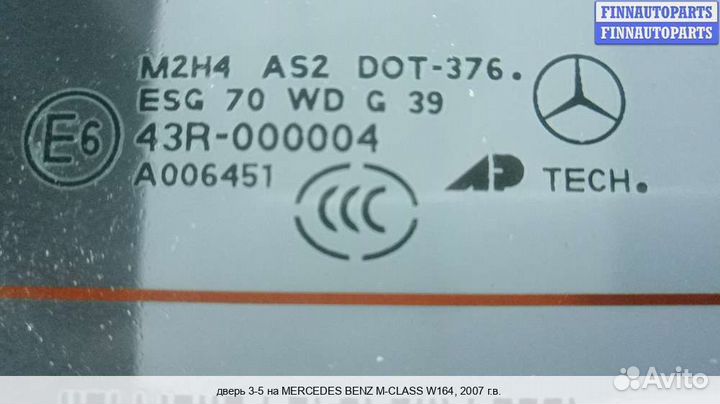 FINNAUTOPARTS
FINNAUTOPARTS
M2H4 AS2 DOT-376.
ESG 70 WD G 39
E6 43R-000004
A006451
CCC
AP TECH.
дверь 3-5 на MERCEDES BENZ M-CLASS W164, 2007 г.в.
Avito